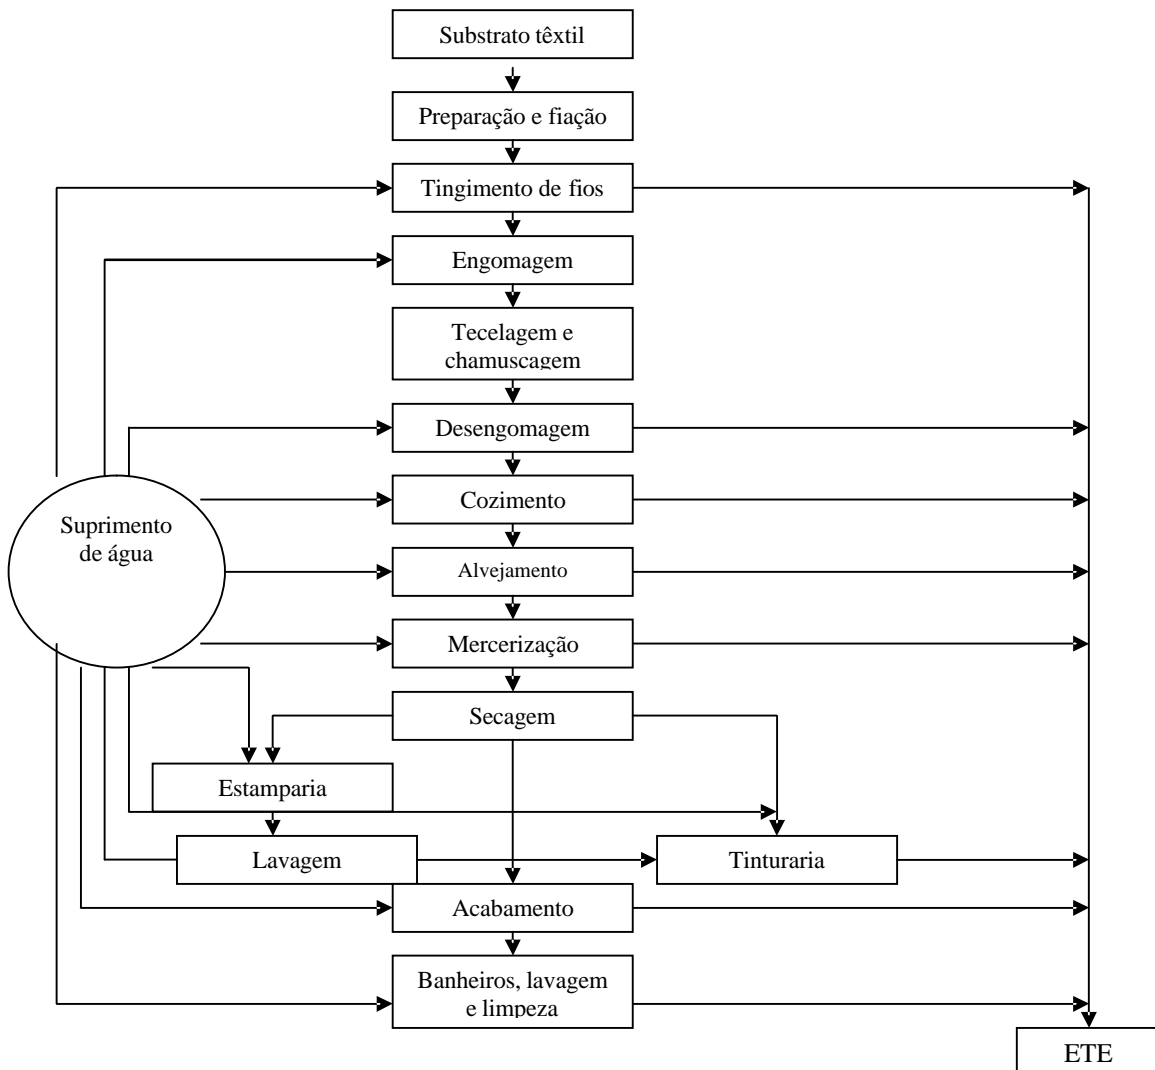 Substrato têxtil
Preparação e fiação
Tingimento de fios
Engomagem
Tecelagem e
chamuscagem
Desengomagem
Cozimento
Suprimento
de água
Alvejamento
Mercerização
Secagem
Estamparia
Lavagem
Tinturaria
Acabamento
Banheiros, lavagem
e limpeza
ETE